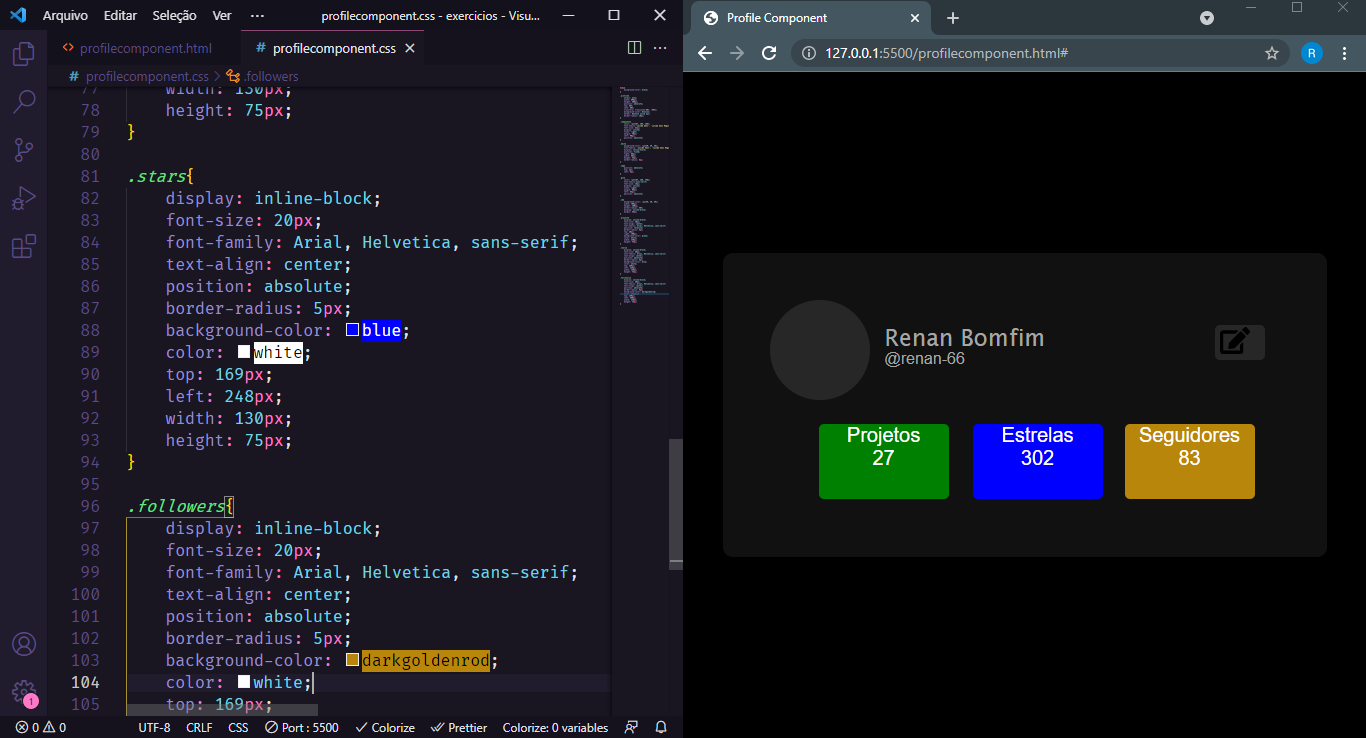 Arquivo Editar Seleção Ver ··· profilecomponent.css - exercicios - Visu...
<> profilecomponent.html # profilecomponent.css ×
# profilecomponent.css > .followers
77 width: 130px;
78 height: 75px;
79 }
80
81 .stars{
82 display: inline-block;
83 font-size: 20px;
84 font-family: Arial, Helvetica, sans-serif;
85 text-align: center;
86 position: absolute;
87 border-radius: 5px;
88 background-color: blue;
89 color: white;
90 top: 169px;
91 left: 248px;
92 width: 130px;
93 height: 75px;
94 }
95
96 .followers{
97 display: inline-block;
98 font-size: 20px;
99 font-family: Arial, Helvetica, sans-serif;
100 text-align: center;
101 position: absolute;
102 border-radius: 5px;
103 background-color: darkgoldenrod;
104 color: white;
105 top: 169px;
1
0 0 UTF-8 CRLF CSS Port : 5500 Colorize Prettier Colorize: 0 variables
Profile Component
127.0.0.1:5500/profilecomponent.html#
R
Renan Bomfim
@renan-66
Projetos Estrelas Seguidores
27 302 83